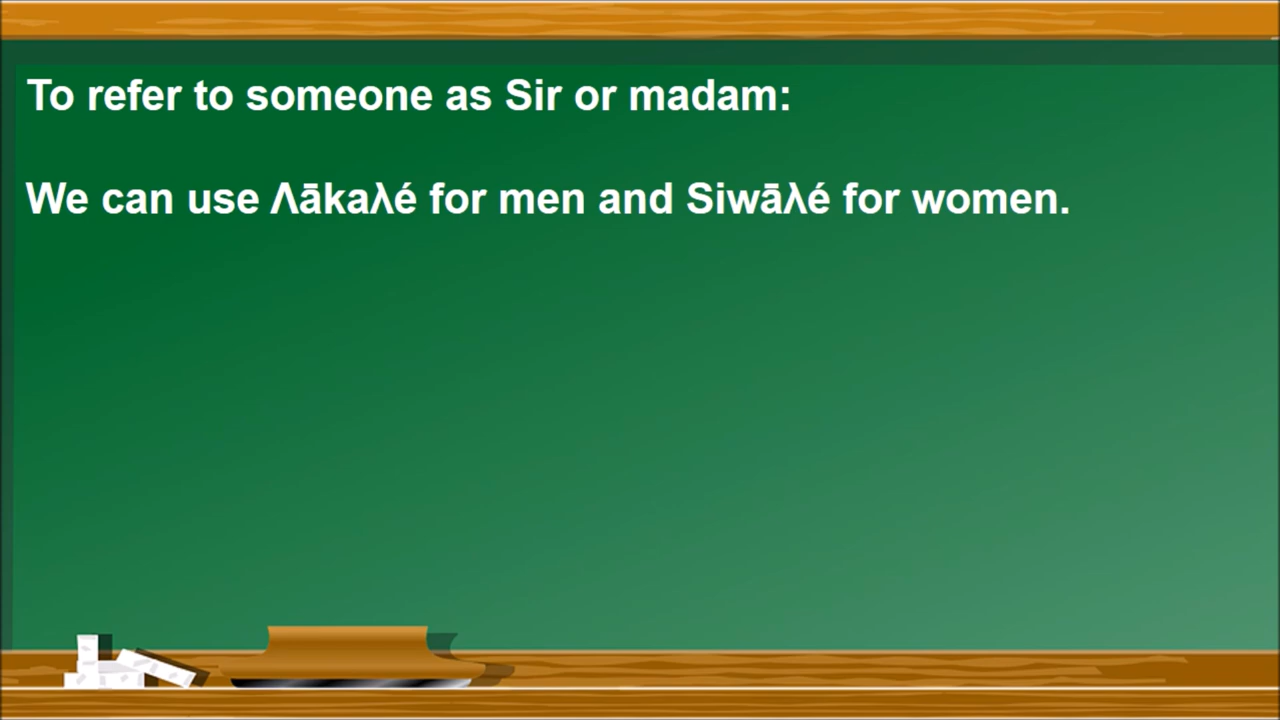 To refer to someone as Sir or madam:
We can use Λākaλé for men and Siwāλé for women.